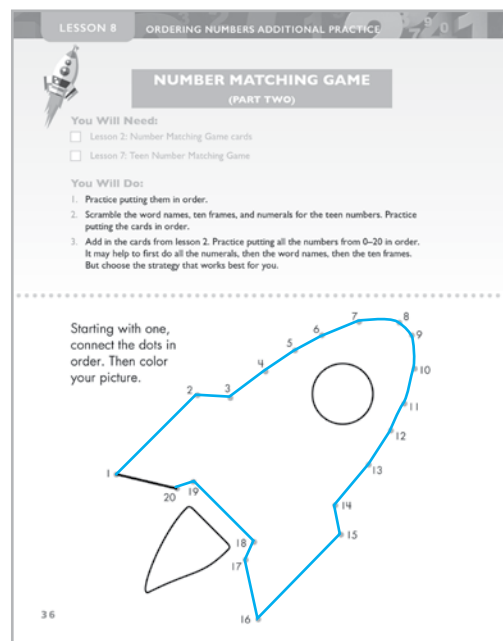 LESSON 8 ORDERING NUMBERS ADDITIONAL PRACTICE
NUMBER MATCHING GAME
(PART TWO)
You Will Need:
Lesson 2: Number Matching Game cards
Lesson 7: Teen Number Matching Game
You Will Do:
1. Practice putting them in order.
2. Scramble the word names, ten frames, and numerals for the teen numbers. Practice
putting the cards in order.
3. Add in the cards from lesson 2. Practice putting all the numbers from 0–20 in order.
It may help to first do all the numerals, then the word names, then the ten frames.
But choose the strategy that works best for you.
Starting with one,
connect the dots in
order. Then color
your picture.
1
2
3
4
5
6
7
8
9
10
11
12
13
14
15
16
17
18
19
20
36